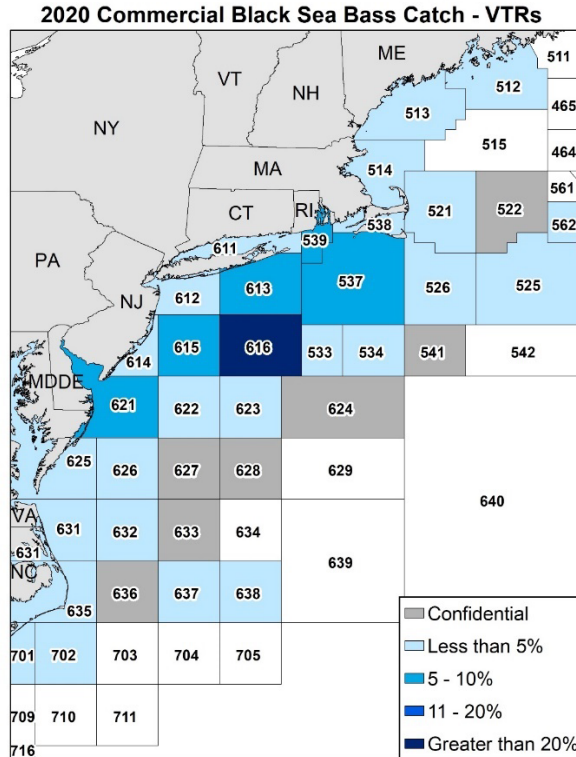 2020 Commercial Black Sea Bass Catch - VTRs
ME
511
VT
512
NH
513
465
NY
515
464
MA
514
561
CT
RI
538
521
522
562
611
539
PA
NJ
612
613
537
526
525
614
615
616
533
534
541
542
MD
DE
621
622
623
624
625
626
627
628
629
640
VA
631
632
633
634
631
639
NC
635
636
637
638
701
702
703
704
705
709
710
711
716
Confidential
Less than 5%
5 - 10%
11 - 20%
Greater than 20%